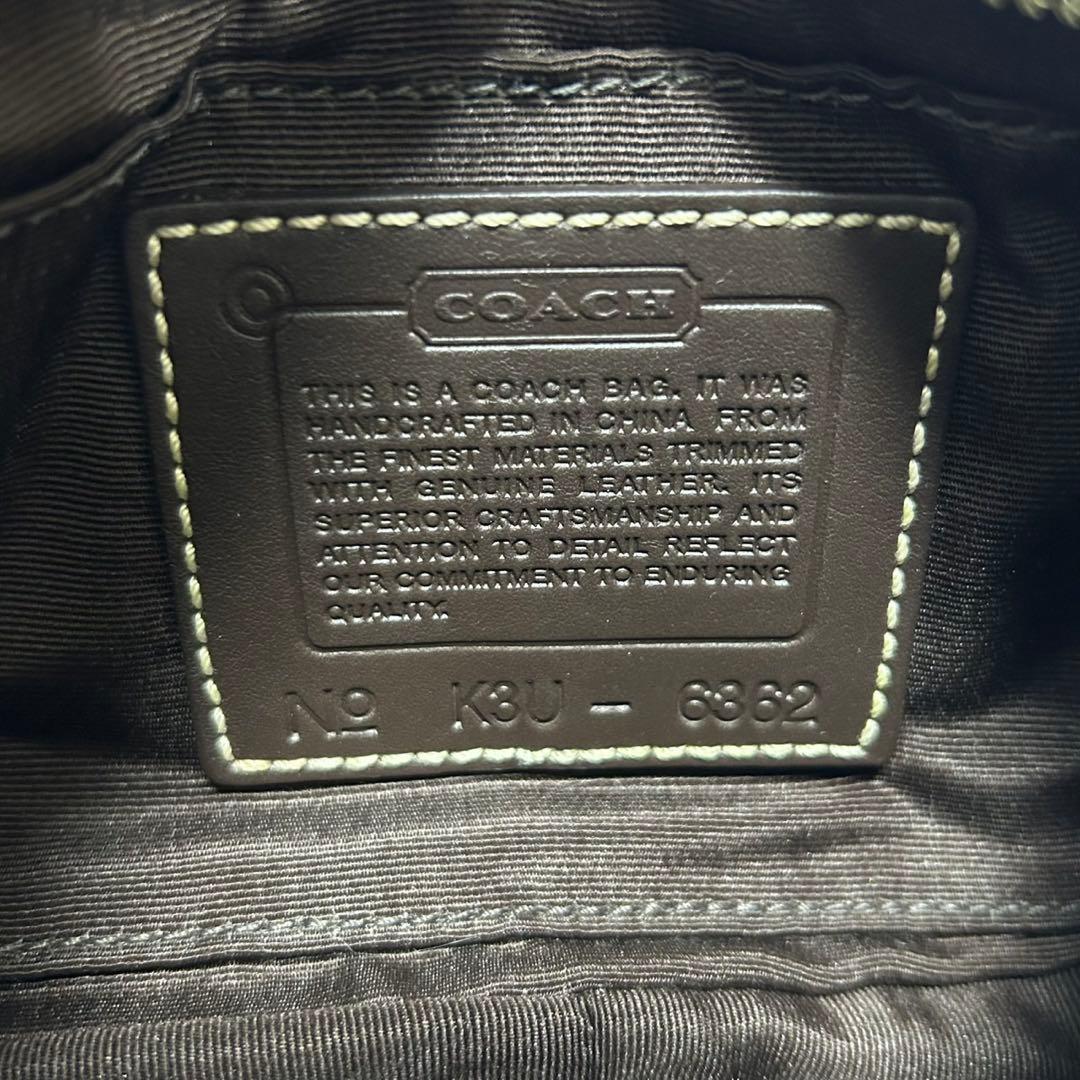 COACH
THIS IS A COACH BAG. IT WAS
HANDCRAFTED IN CHINA FROM
THE FINEST MATERIALS TRIMMED
WITH GENUINE LEATHER. ITS
SUPERIOR CRAFTSMANSHIP AND
ATTENTION TO DETAIL REFLECT
OUR COMMITMENT TO ENDURING
QUALITY.
No K3U – 6362